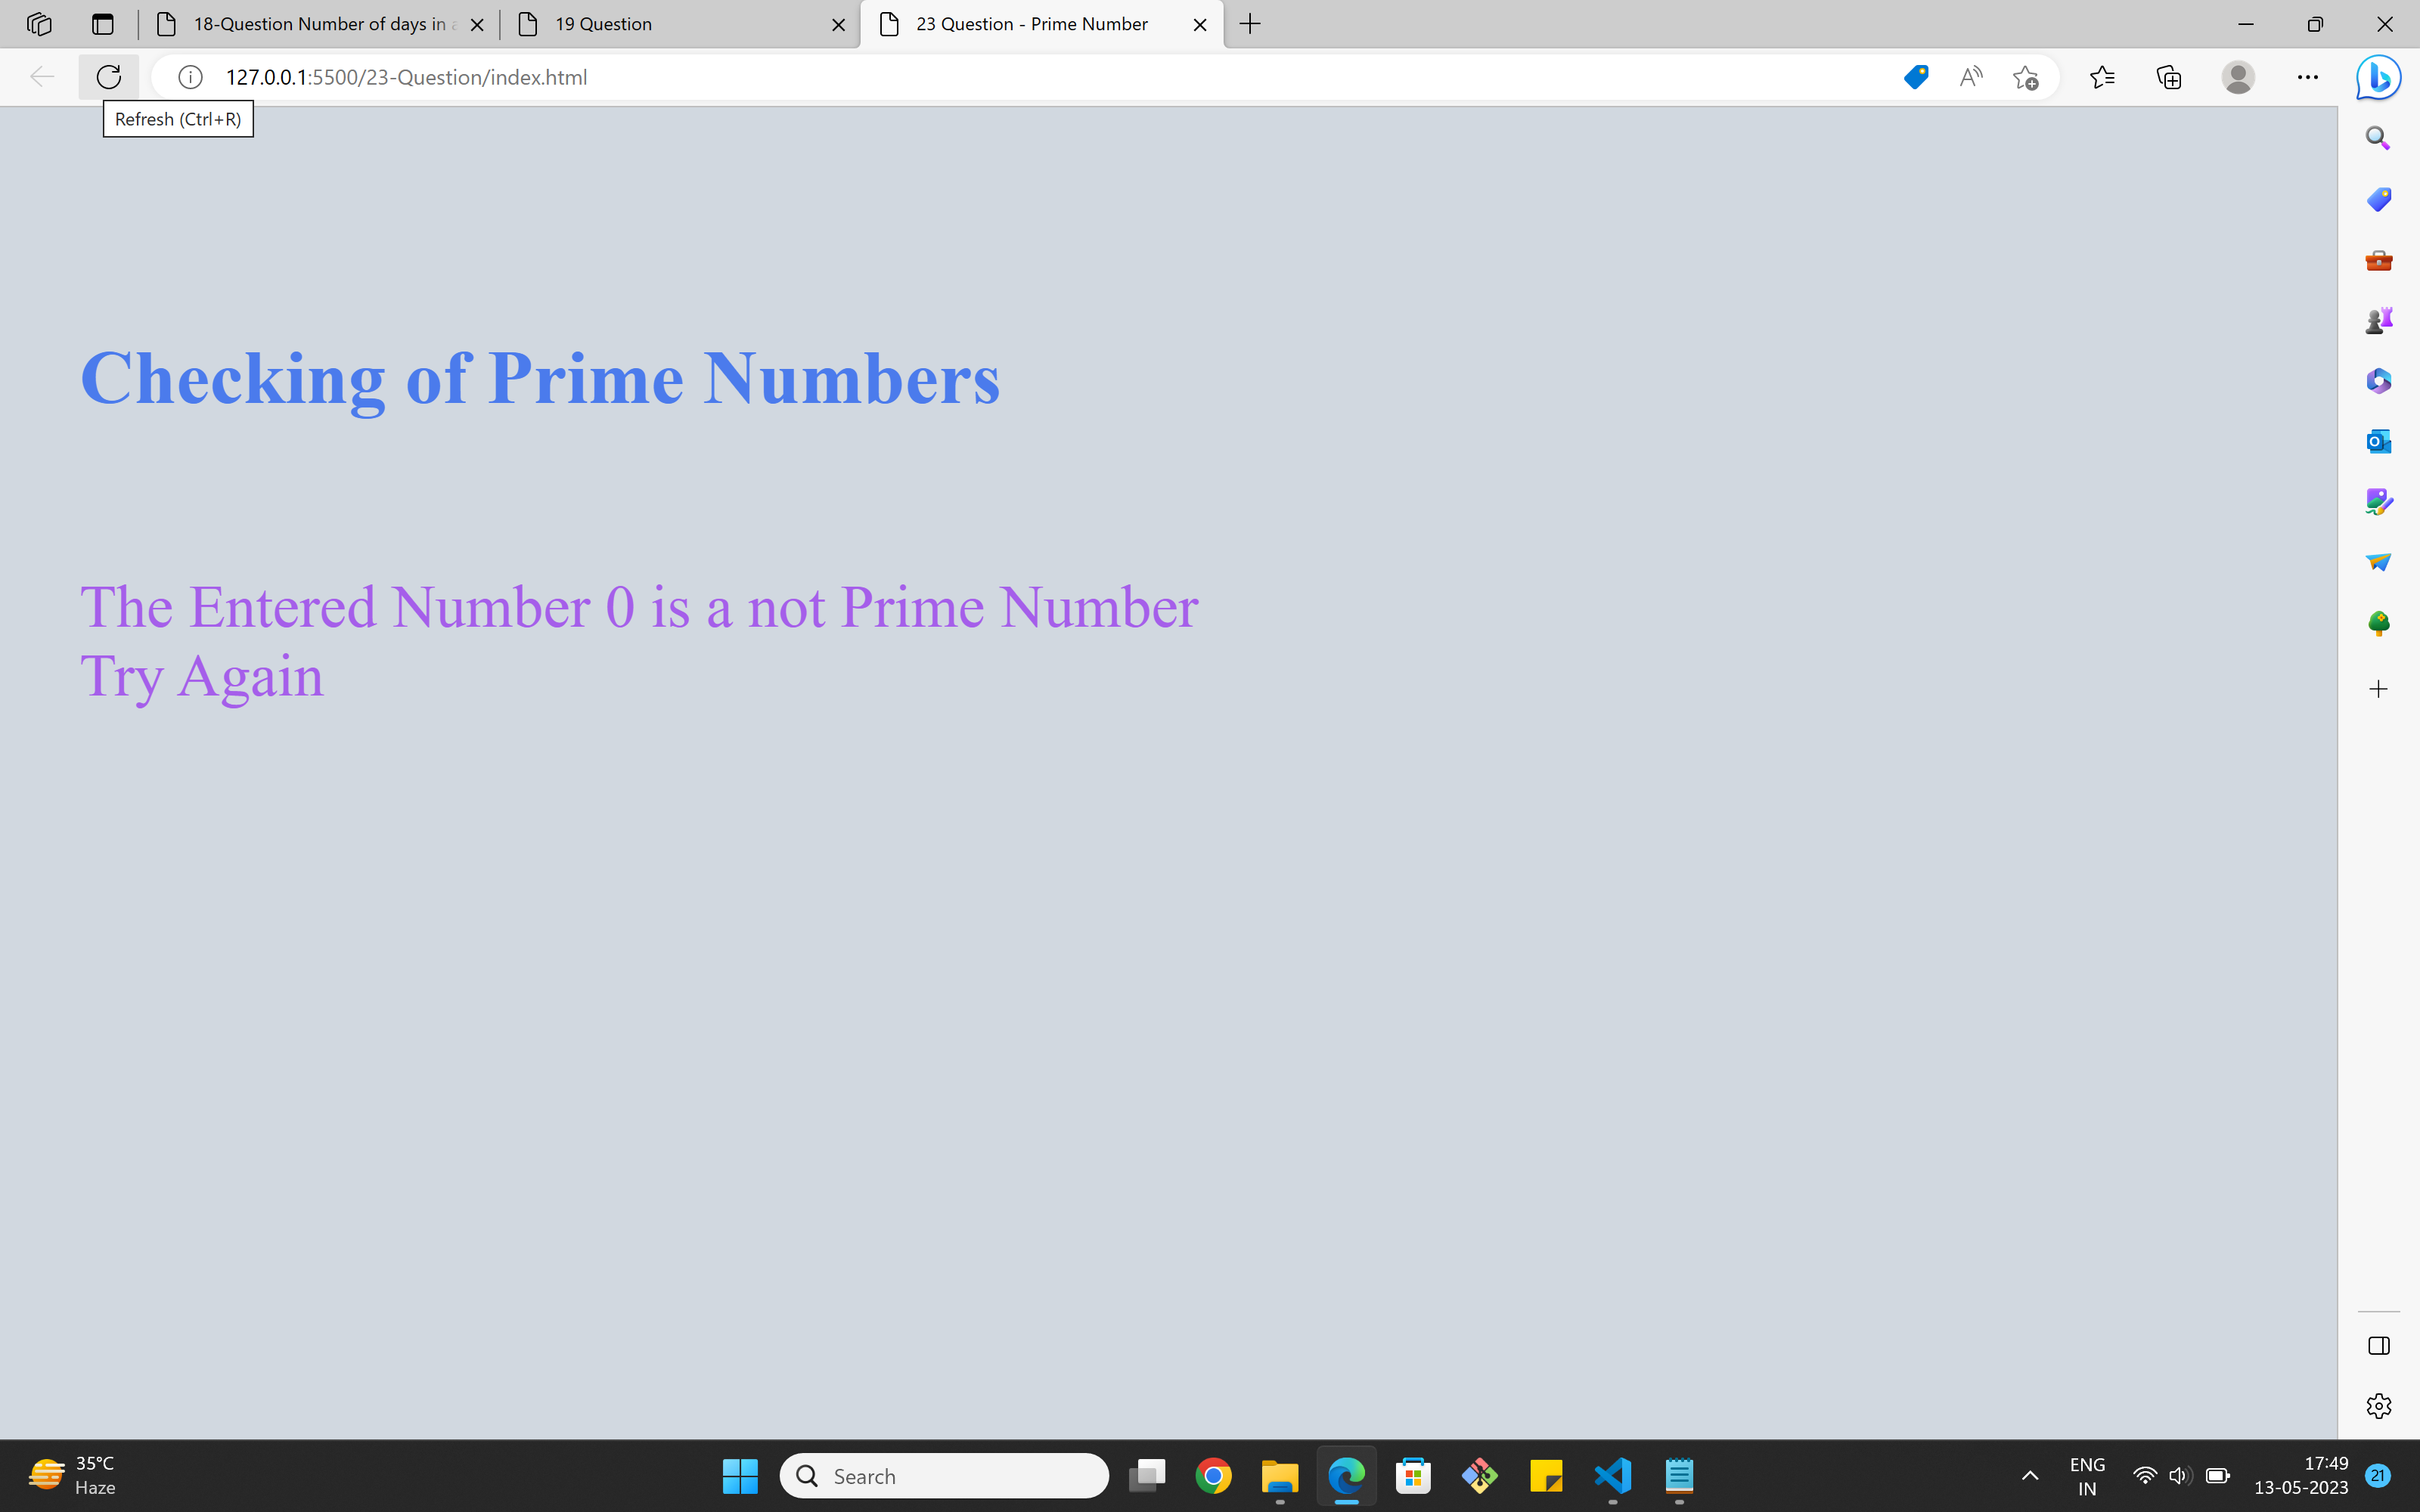 18-Question Number of days in a
19 Question
23 Question - Prime Number
127.0.0.1:5500/23-Question/index.html
Refresh (Ctrl+R)
Checking of Prime Numbers
The Entered Number 0 is a not Prime Number
Try Again
35°C
Haze
Search
ENG
IN
17:49
13-05-2023
21